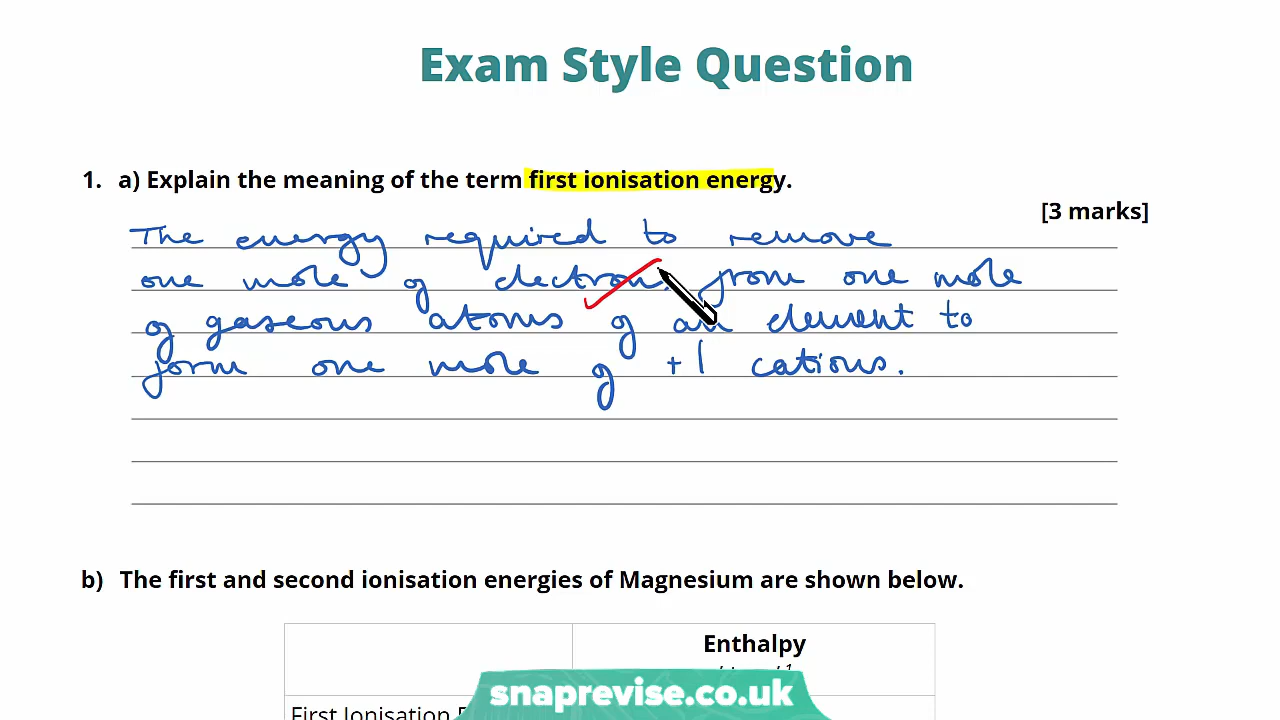 Exam Style Question
1. a) Explain the meaning of the term first ionisation energy.
[3 marks]
The energy required to remove
one mole of electrons from one mole
of gaseous atoms of an element to
form one mole of +1 cations.
b) The first and second ionisation energies of Magnesium are shown below.
Enthalpy
First Ionisation
snaprevise.co.uk